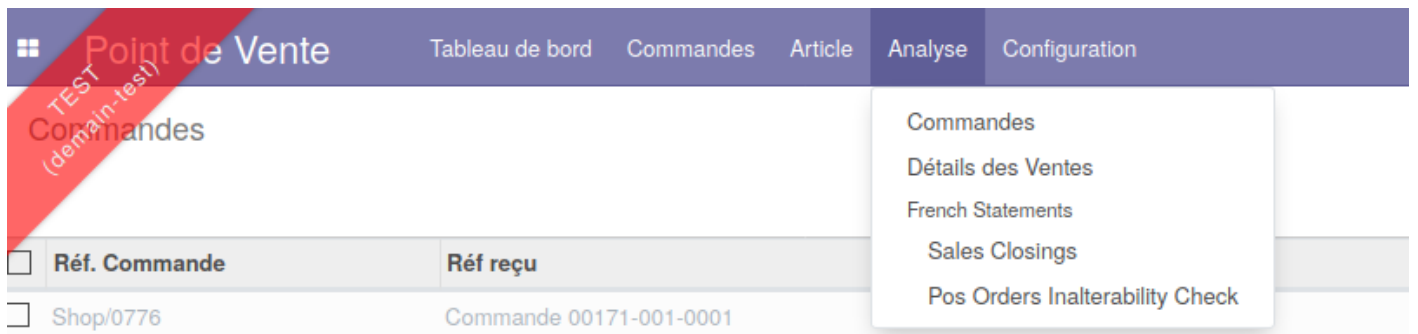 Point de Vente Tableau de bord Commandes Article Analyse Configuration
TEST
(demain-test)
Commandes
Commandes
Détails des Ventes
French Statements
Sales Closings
Pos Orders Inalterability Check
Réf. Commande Réf reçu
Shop/0776 Commande 00171-001-0001